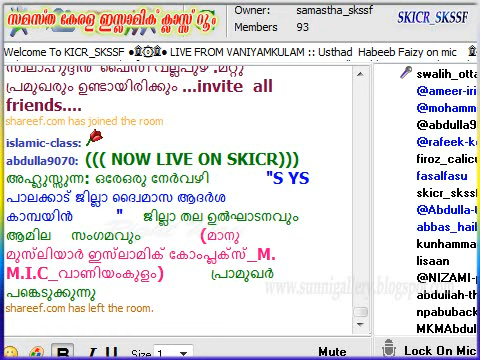 സമസ്ത കേരള ഇസ്ലാമിക് ക്ലാസ്സ് റൂം
Owner: samastha_skssf
Members 93
SKICR_SKSSF
Welcome To KICR_SKSSF LIVE FROM VANIYAMKULAM :: Usthad Habeeb Faizy on mic
സലാഹുദ്ദീൻ ഫൈസി വല്ലപ്പുഴ .മറ്റു
പ്രമുഖരും ഉണ്ടായിരിക്കും ...invite all
friends....
shareef.com has joined the room
islamic-class:
abdulla9070: ((( NOW LIVE ON SKICR)))
അഹ്ലുസ്സുന്ന: ഒരേഒരു നേർവഴി "S YS
പാലക്കാട് ജില്ലാ ദ്വൈമാസ ആദർശ
കാമ്പയിൻ " ജില്ലാ തല ഉൽഘാടനവും
ആമില സംഗമവും (മാനു
മുസ്ലിയാർ ഇസ്ലാമിക് കോംപ്ലക്സ്_M.
M.I.C_വാണിയംകുളം) പ്രാമുഖർ
പങ്കെടുക്കുന്നു
shareef.com has left the room.
www.sunnigallery.blogspot
swalih_otta
@ameer-iri
@mohamm
@abdulla9
@rafeek-k
firoz_calicu
fasalfasu
skicr_skss
@Abdulla-
abbas_hail
kunhamma
lisaan
@NIZAMI-p
abdullah-th
npabuback
MKMAbdul
B I U Size 1
Lock On Mic